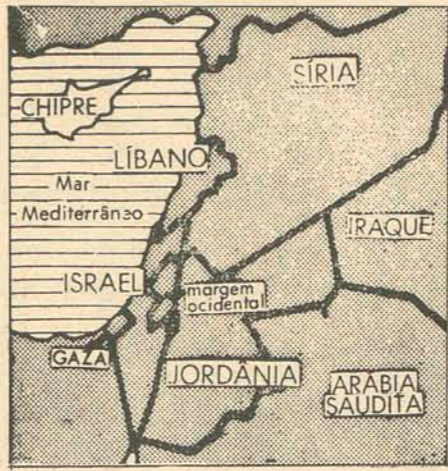 SÍRIA
CHIPRE
LÍBANO
Mar
Mediterrâneo
IRAQUE
ISRAEL
margem
ocidental
GAZA
JORDÂNIA
ARÁBIA
SAUDITA